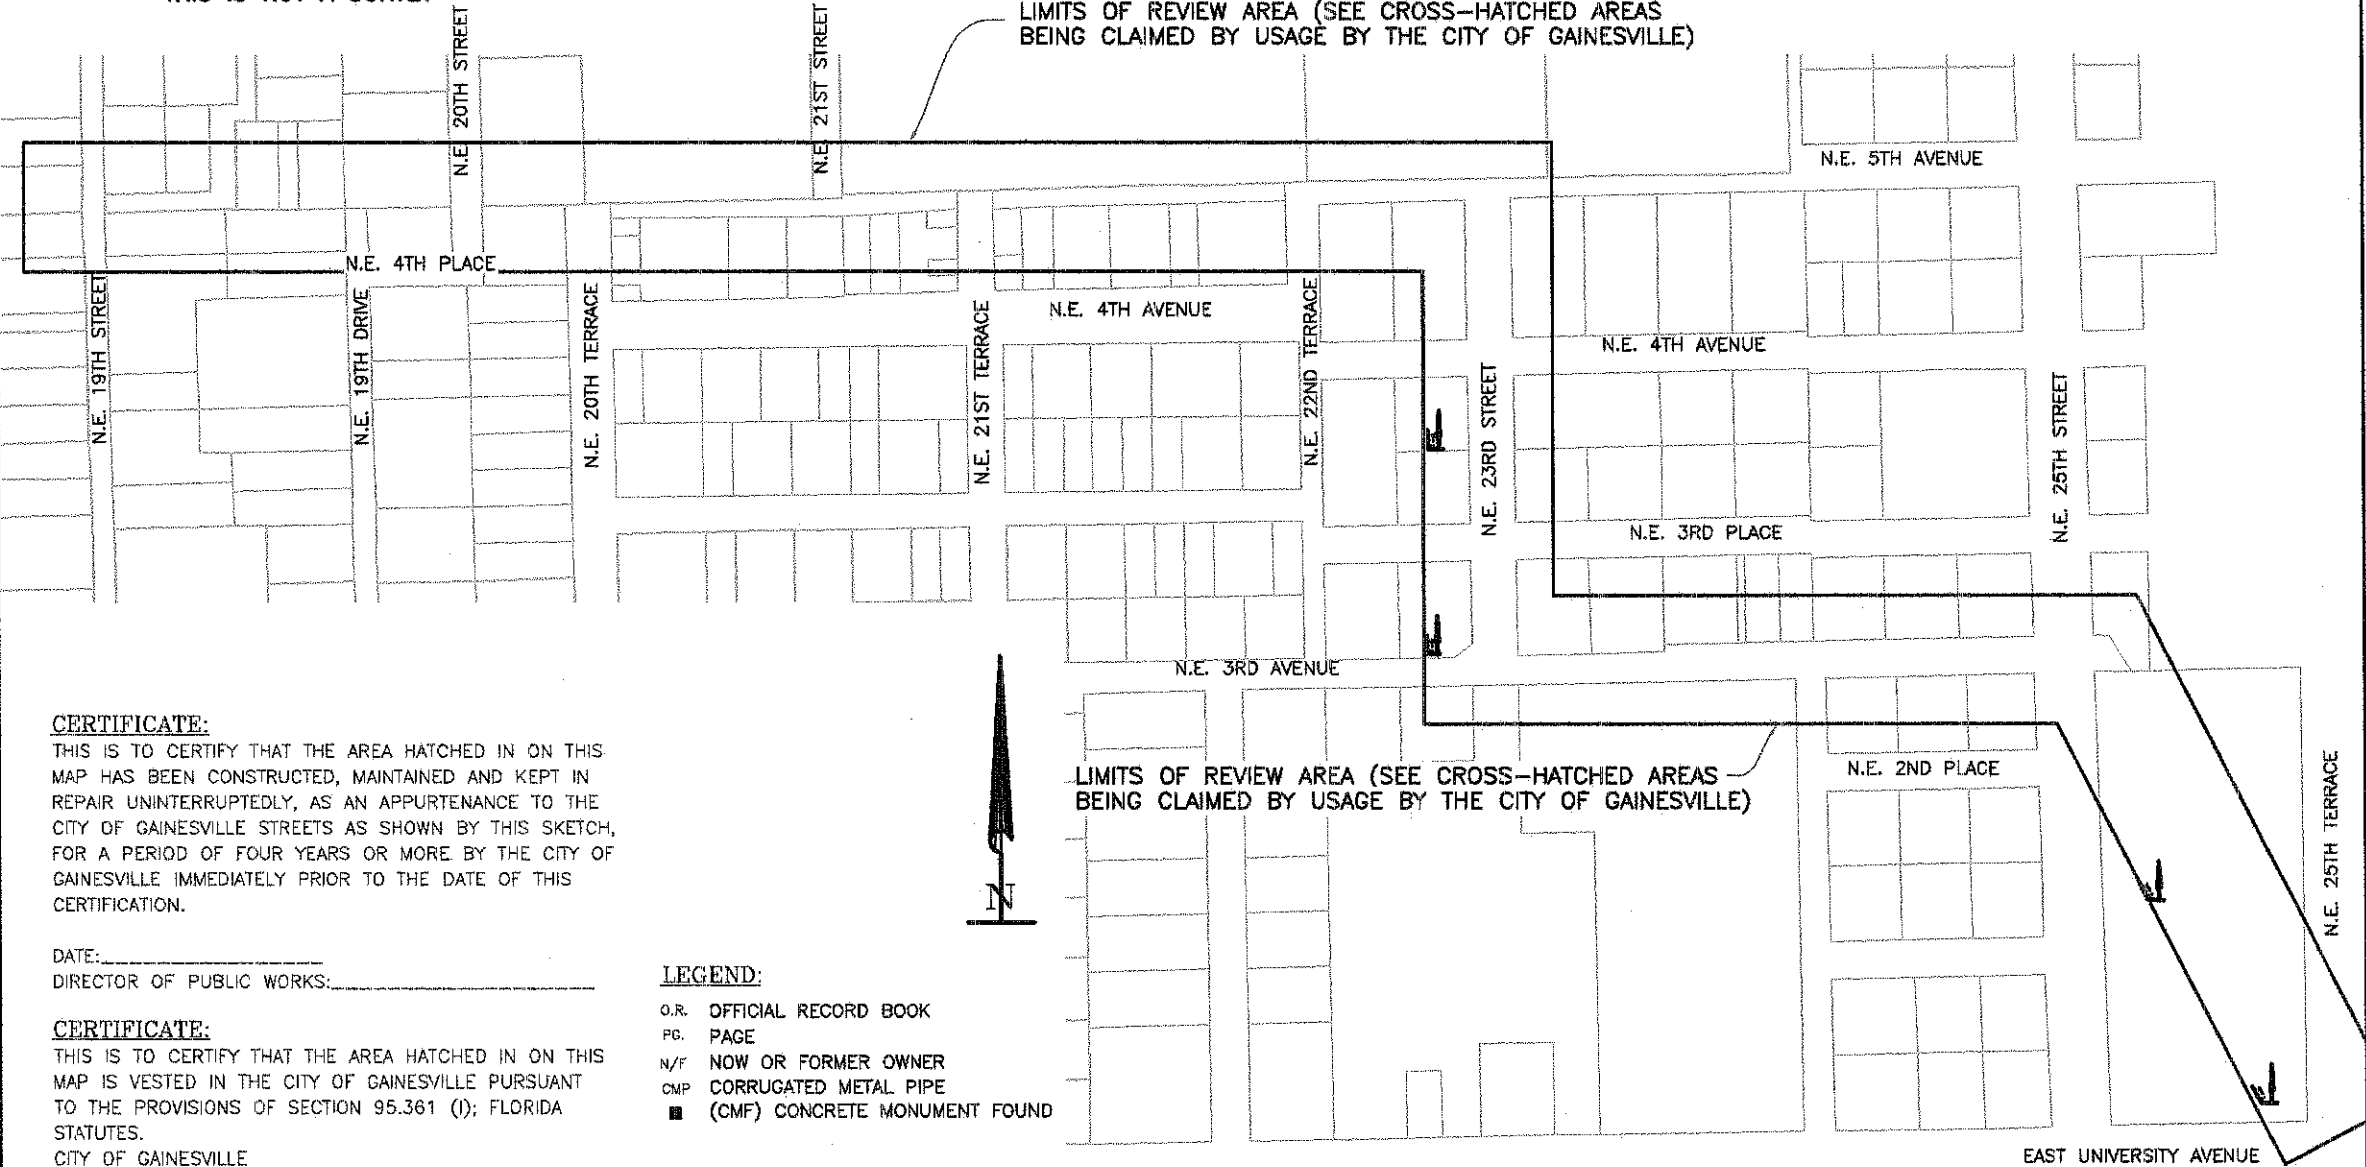 LIMITS OF REVIEW AREA (SEE CROSS-HATCHED AREAS
BEING CLAIMED BY USAGE BY THE CITY OF GAINESVILLE)
N.E. 20TH STREET
N.E. 21ST STREET
N.E. 5TH AVENUE
N.E. 4TH PLACE
N.E. 19TH STREET
N.E. 19TH DRIVE
N.E. 20TH TERRACE
N.E. 21ST TERRACE
N.E. 4TH AVENUE
N.E. 22ND TERRACE
N.E. 23RD STREET
N.E. 4TH AVENUE
N.E. 25TH STREET
N.E. 3RD PLACE
N.E. 3RD AVENUE
LIMITS OF REVIEW AREA (SEE CROSS-HATCHED AREAS
BEING CLAIMED BY USAGE BY THE CITY OF GAINESVILLE)
N.E. 2ND PLACE
N.E. 25TH TERRACE
EAST UNIVERSITY AVENUE
N
CERTIFICATE:
THIS IS TO CERTIFY THAT THE AREA HATCHED IN ON THIS
MAP HAS BEEN CONSTRUCTED, MAINTAINED AND KEPT IN
REPAIR UNINTERRUPTEDLY, AS AN APPURTENANCE TO THE
CITY OF GAINESVILLE STREETS AS SHOWN BY THIS SKETCH,
FOR A PERIOD OF FOUR YEARS OR MORE BY THE CITY OF
GAINESVILLE IMMEDIATELY PRIOR TO THE DATE OF THIS
CERTIFICATION.
DATE:
DIRECTOR OF PUBLIC WORKS:
CERTIFICATE:
THIS IS TO CERTIFY THAT THE AREA HATCHED IN ON THIS
MAP IS VESTED IN THE CITY OF GAINESVILLE PURSUANT
TO THE PROVISIONS OF SECTION 95.361 (I); FLORIDA
STATUTES.
CITY OF GAINESVILLE
LEGEND:
O.R. OFFICIAL RECORD BOOK
PG. PAGE
N/F NOW OR FORMER OWNER
CMP CORRUGATED METAL PIPE
(CMF) CONCRETE MONUMENT FOUND